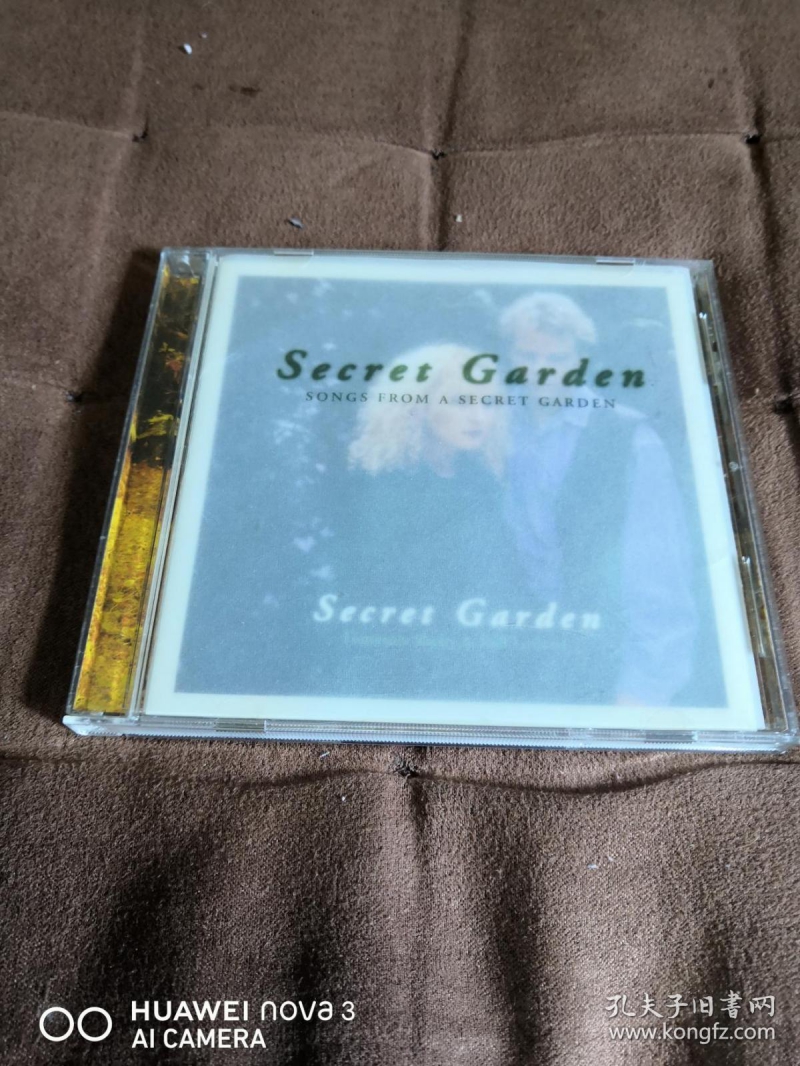 Secret Garden
SONGS FROM A SECRET GARDEN
Secret Garden
HUAWEI nova 3
AI CAMERA
孔夫子旧書网
www.kongfz.com